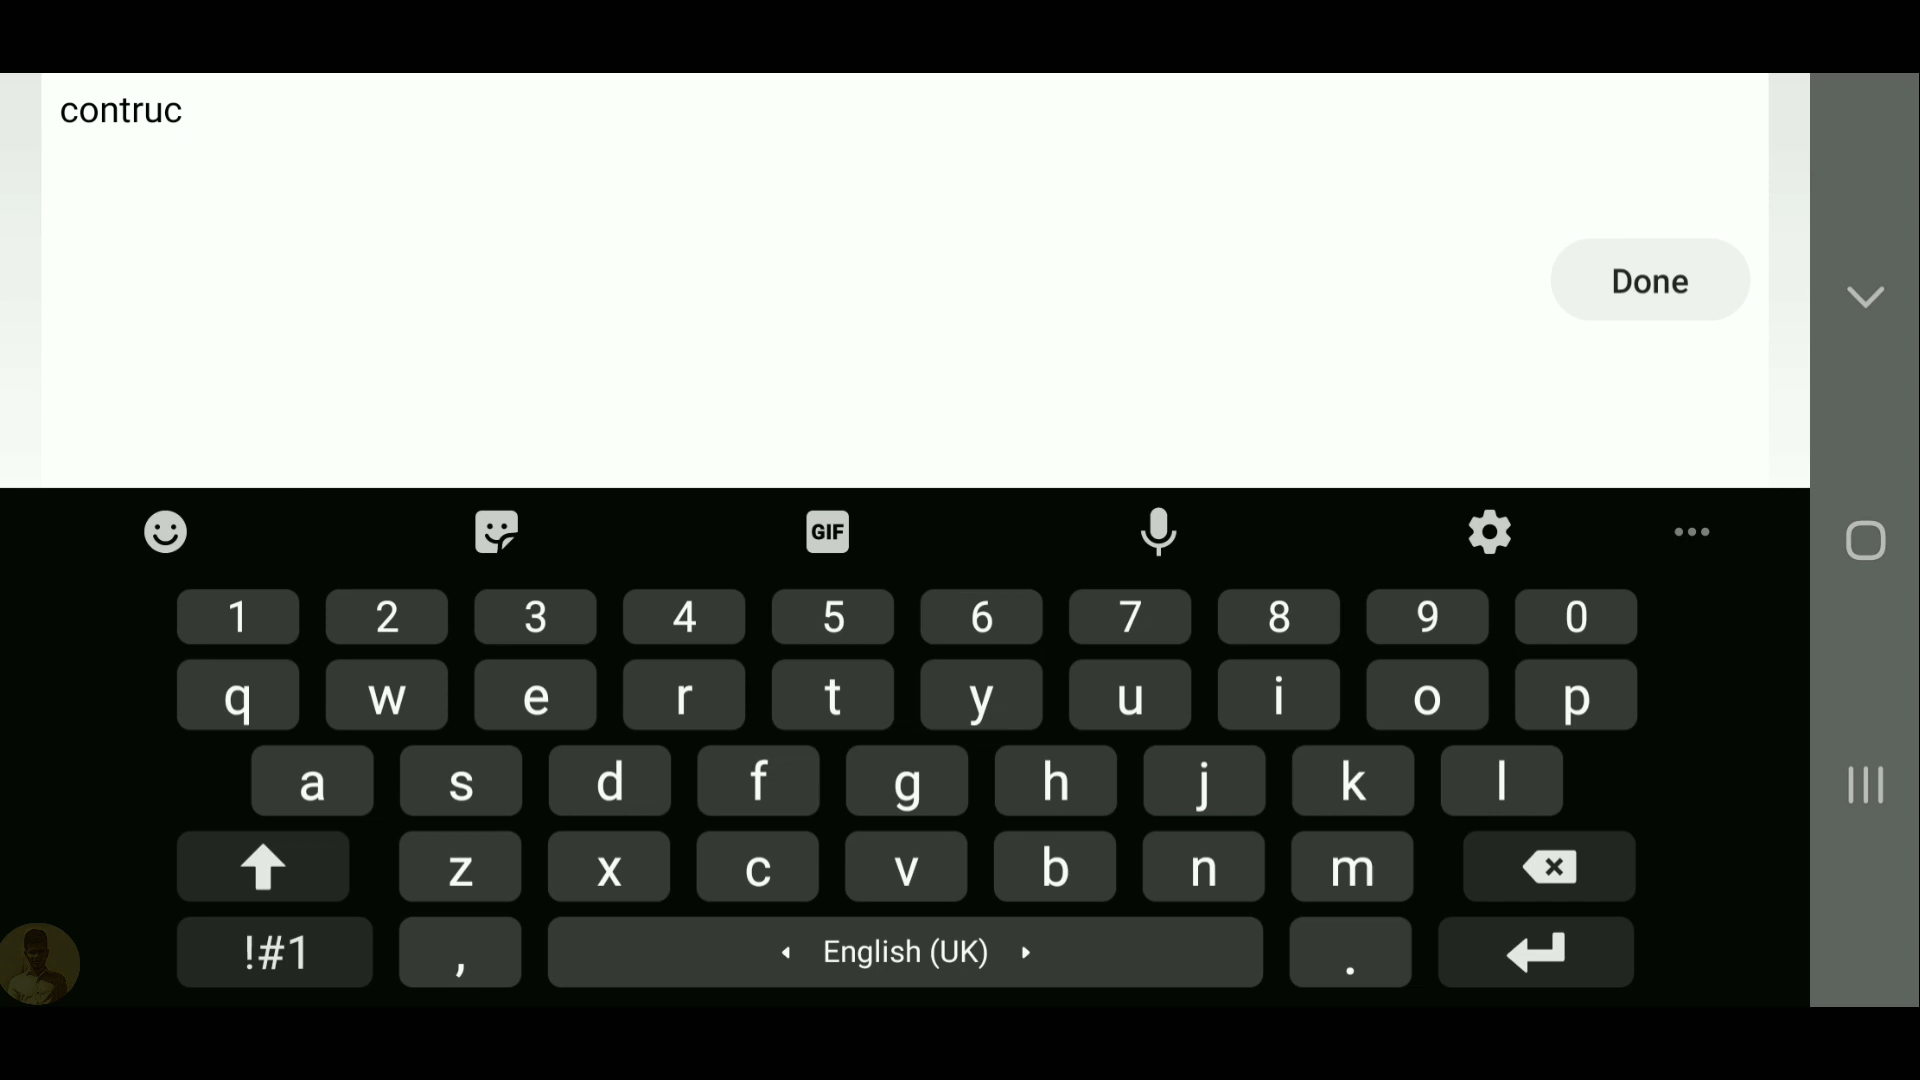 contruc
Done
GIF
1 2 3 4 5 6 7 8 9 0
q w e r t y u i o p
a s d f g h j k l
z x c v b n m
!#1 , English (UK) .